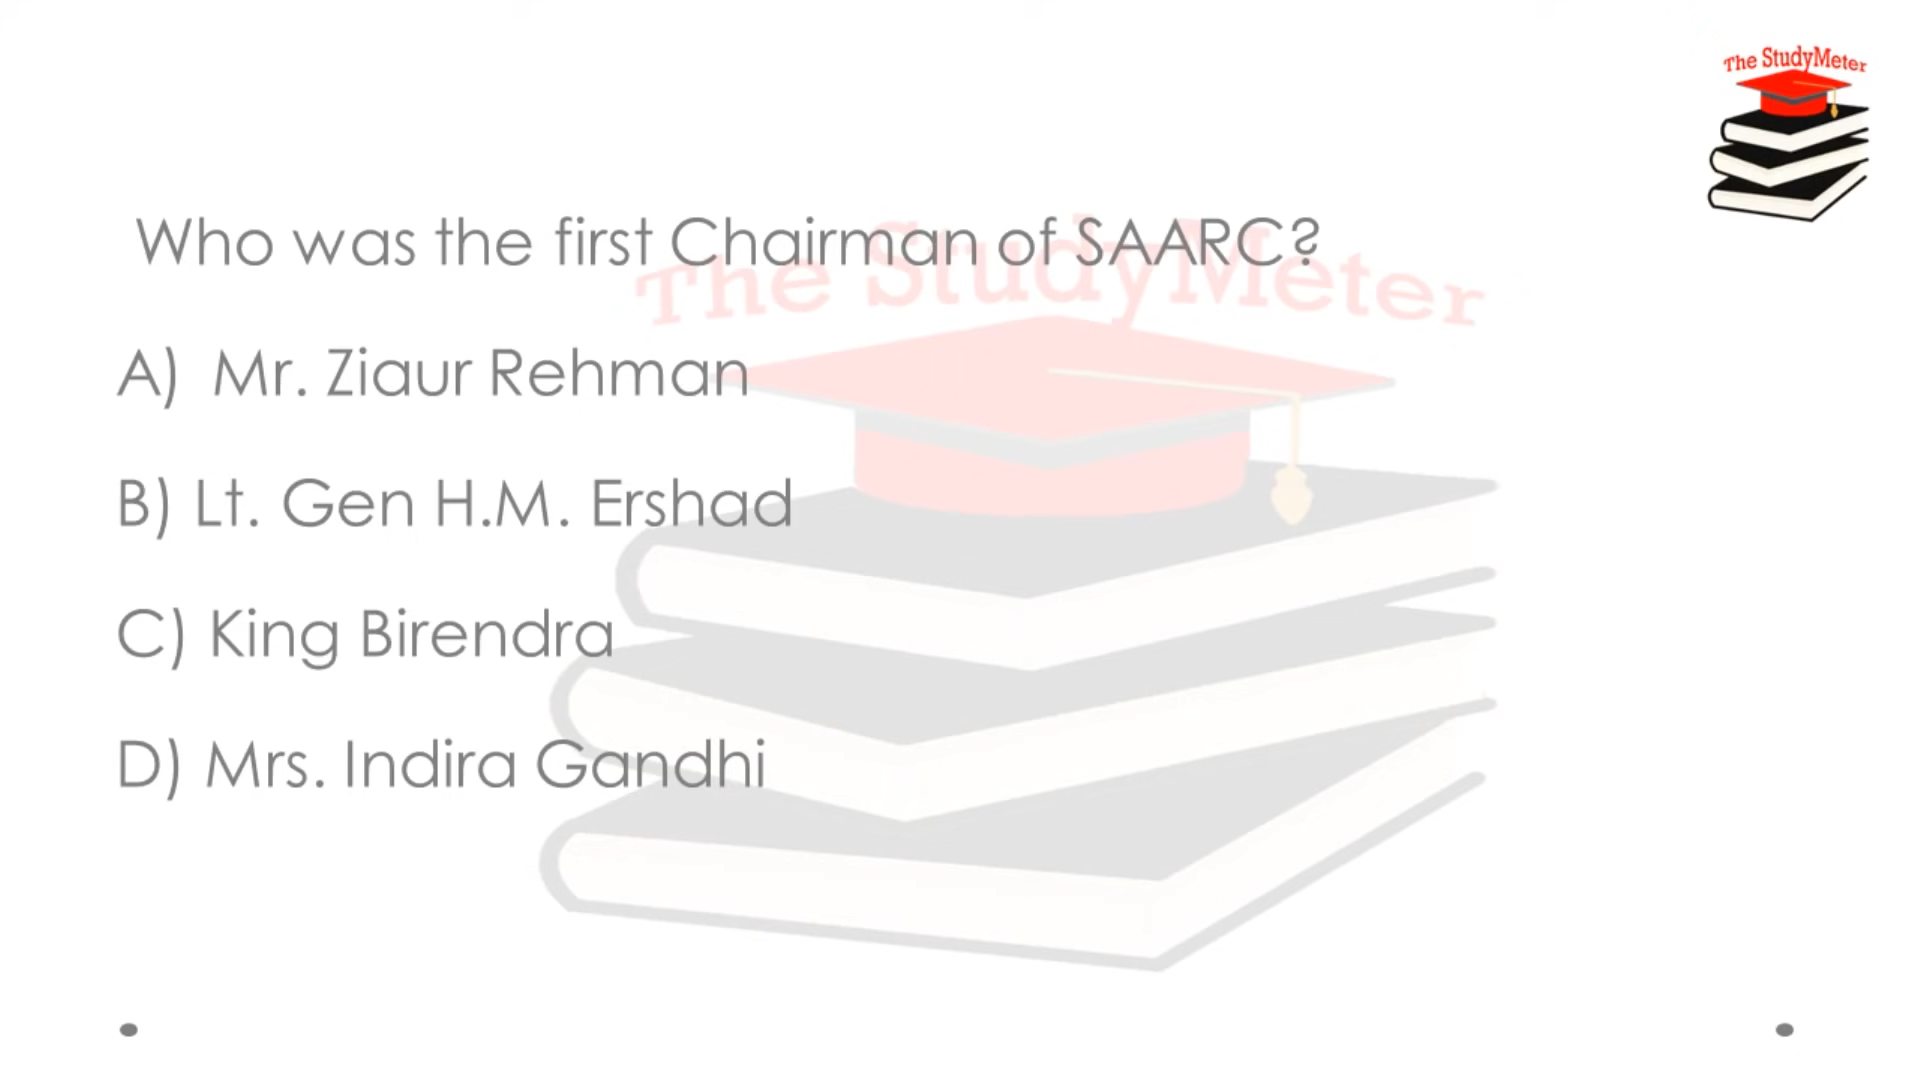 The StudyMeter
Who was the first Chairman of SAARC?
The StudyMeter
A) Mr. Ziaur Rehman
B) Lt. Gen H.M. Ershad
C) King Birendra
D) Mrs. Indira Gandhi